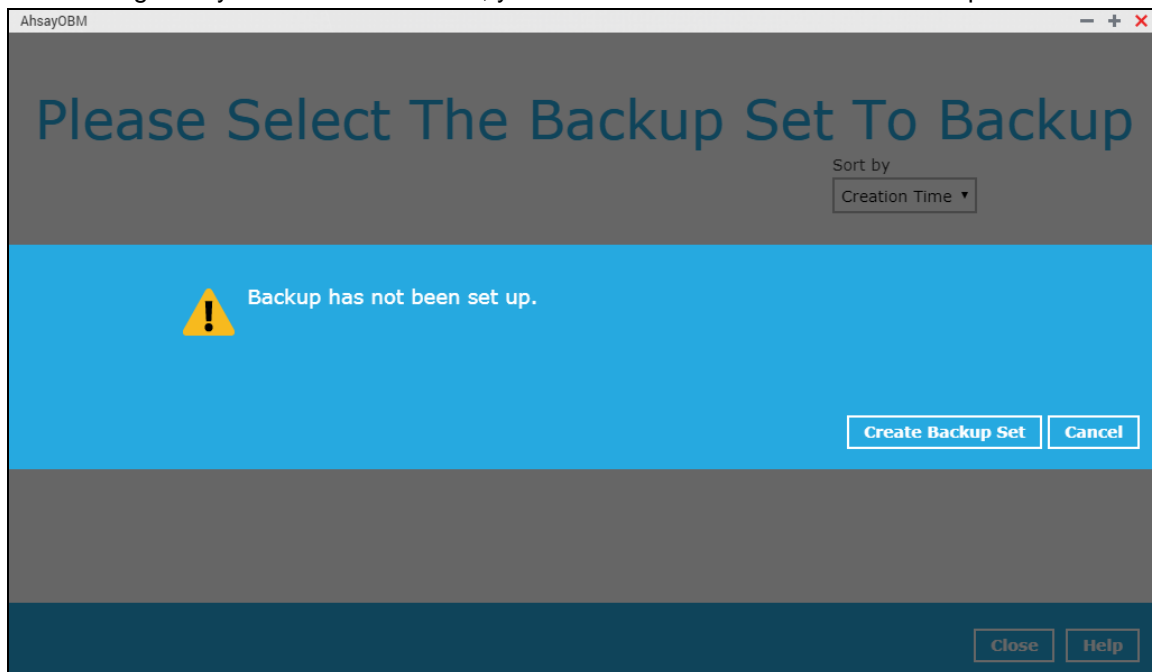 AhsayOBM
Please Select The Backup Set To Backup
Sort by
Creation Time
Backup has not been set up.
Create Backup Set Cancel
Close Help